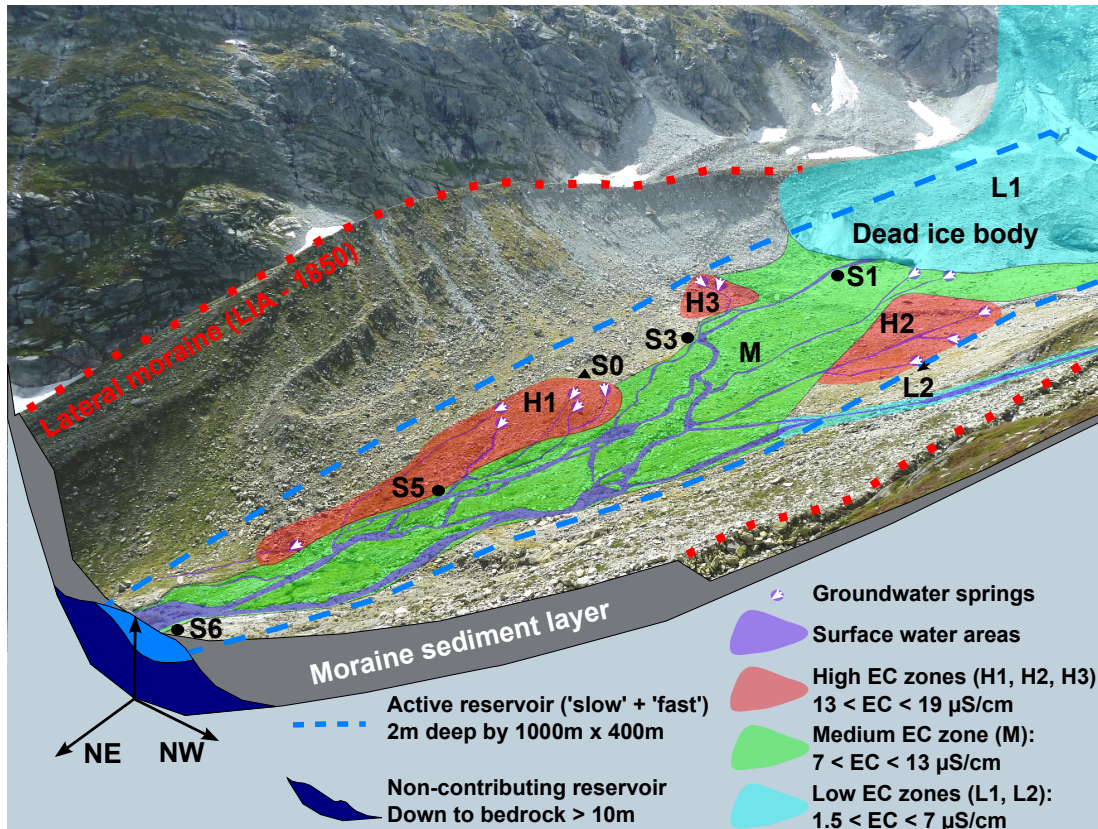 L1
Dead ice body
S1
H3
H2
S3
M
L2
S0
H1
S5
S6
Lateral moraine (LIA - 1850)
Moraine sediment layer
NE
NW
Active reservoir ('slow' + 'fast')
2m deep by 1000m x 400m
Non-contributing reservoir
Down to bedrock > 10m
Groundwater springs
Surface water areas
High EC zones (H1, H2, H3)
13 < EC < 19 µS/cm
Medium EC zone (M):
7 < EC < 13 µS/cm
Low EC zones (L1, L2):
1.5 < EC < 7 µS/cm